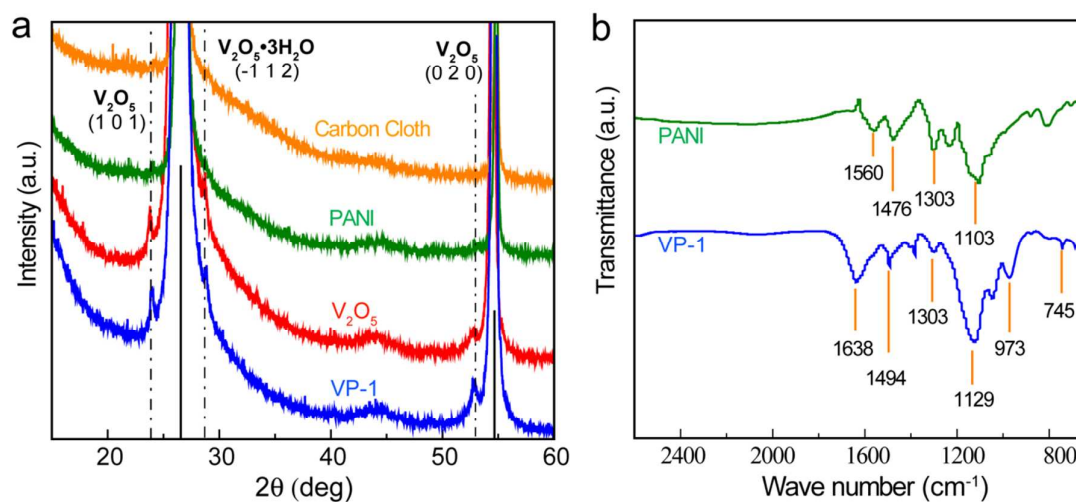 a
V₂O₅
(1 0 1)
V₂O₅•3H₂O
(-1 1 2)
V₂O₅
(0 2 0)
Carbon Cloth
PANI
V₂O₅
VP-1
Intensity (a.u.)
20 30 40 50 60
2θ (deg)
b
PANI
1560
1476
1303
1103
VP-1
1638
1494
1303
1129
973
745
Transmittance (a.u.)
2400 2000 1600 1200 800
Wave number (cm⁻¹)